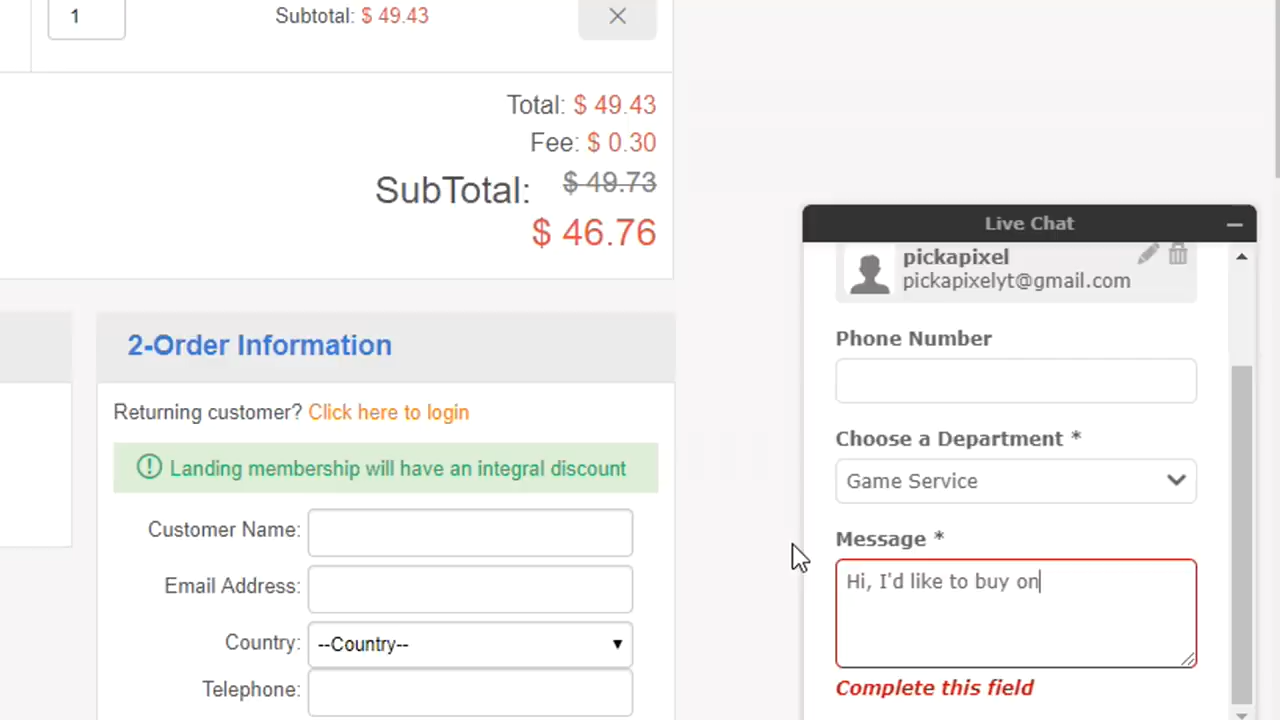 1
Subtotal: $ 49.43
Total: $ 49.43
Fee: $ 0.30
SubTotal: $ 49.73
$ 46.76
2-Order Information
Returning customer? Click here to login
Landing membership will have an integral discount
Customer Name:
Email Address:
Country: --Country--
Telephone:
Live Chat
pickapixel
pickapixelyt@gmail.com
Phone Number
Choose a Department *
Game Service
Message *
Hi, I'd like to buy on
Complete this field